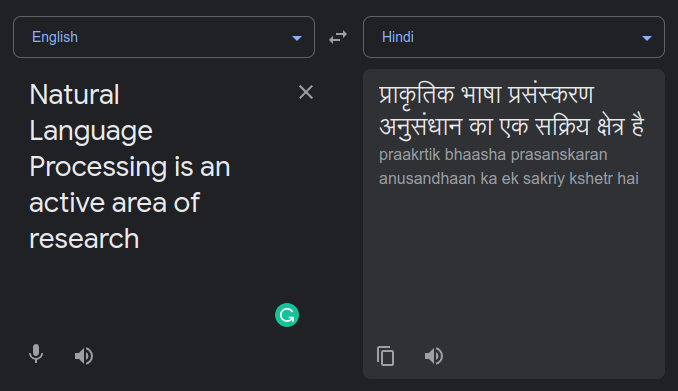 English
Hindi
Natural
Language
Processing is an
active area of
research
प्राकृतिक भाषा प्रसंस्करण
अनुसंधान का एक सक्रिय क्षेत्र है
praakrtik bhaasha prasanskaran
anusandhaan ka ek sakriy kshetr hai